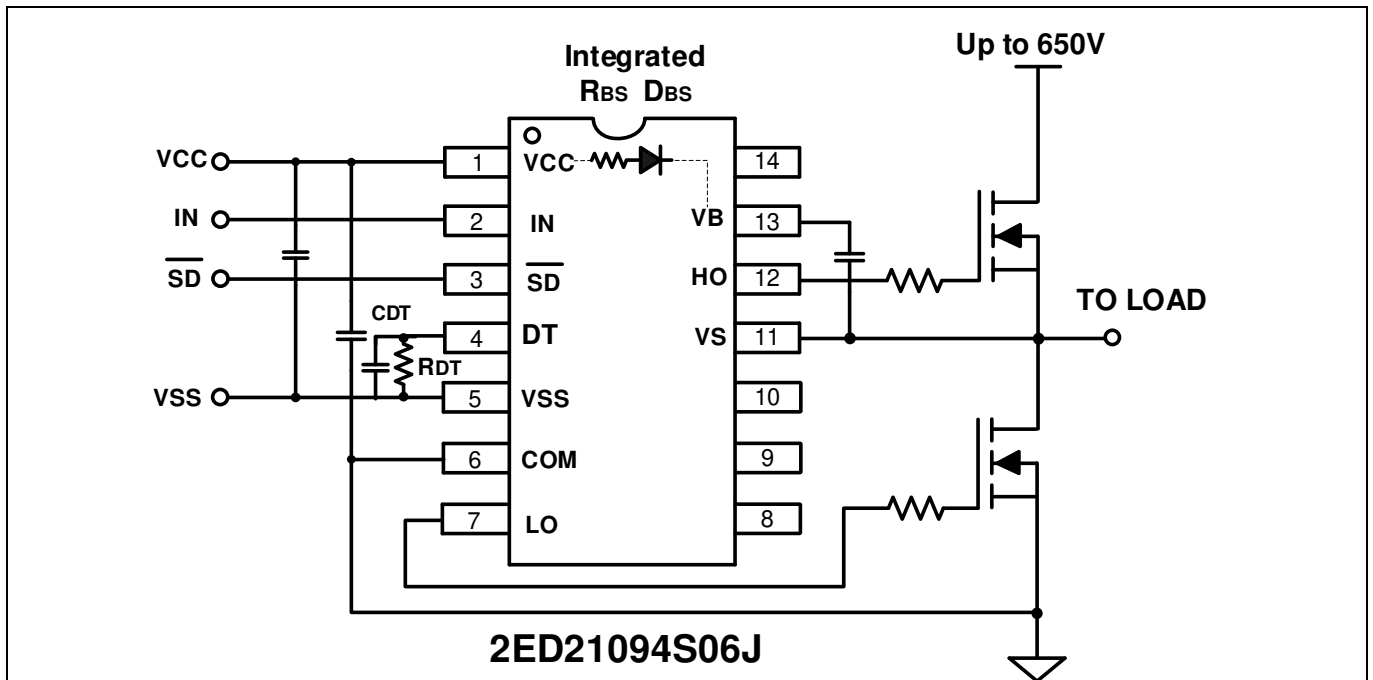 Up to 650V
Integrated
RBS DBS
VCC
1
VCC
14
IN
2
IN
VB
13
SD
3
SD
HO
12
CDT
TO LOAD
4
DT
VS
11
RDT
VSS
5
VSS
10
6
COM
9
7
LO
8
2ED21094S06J